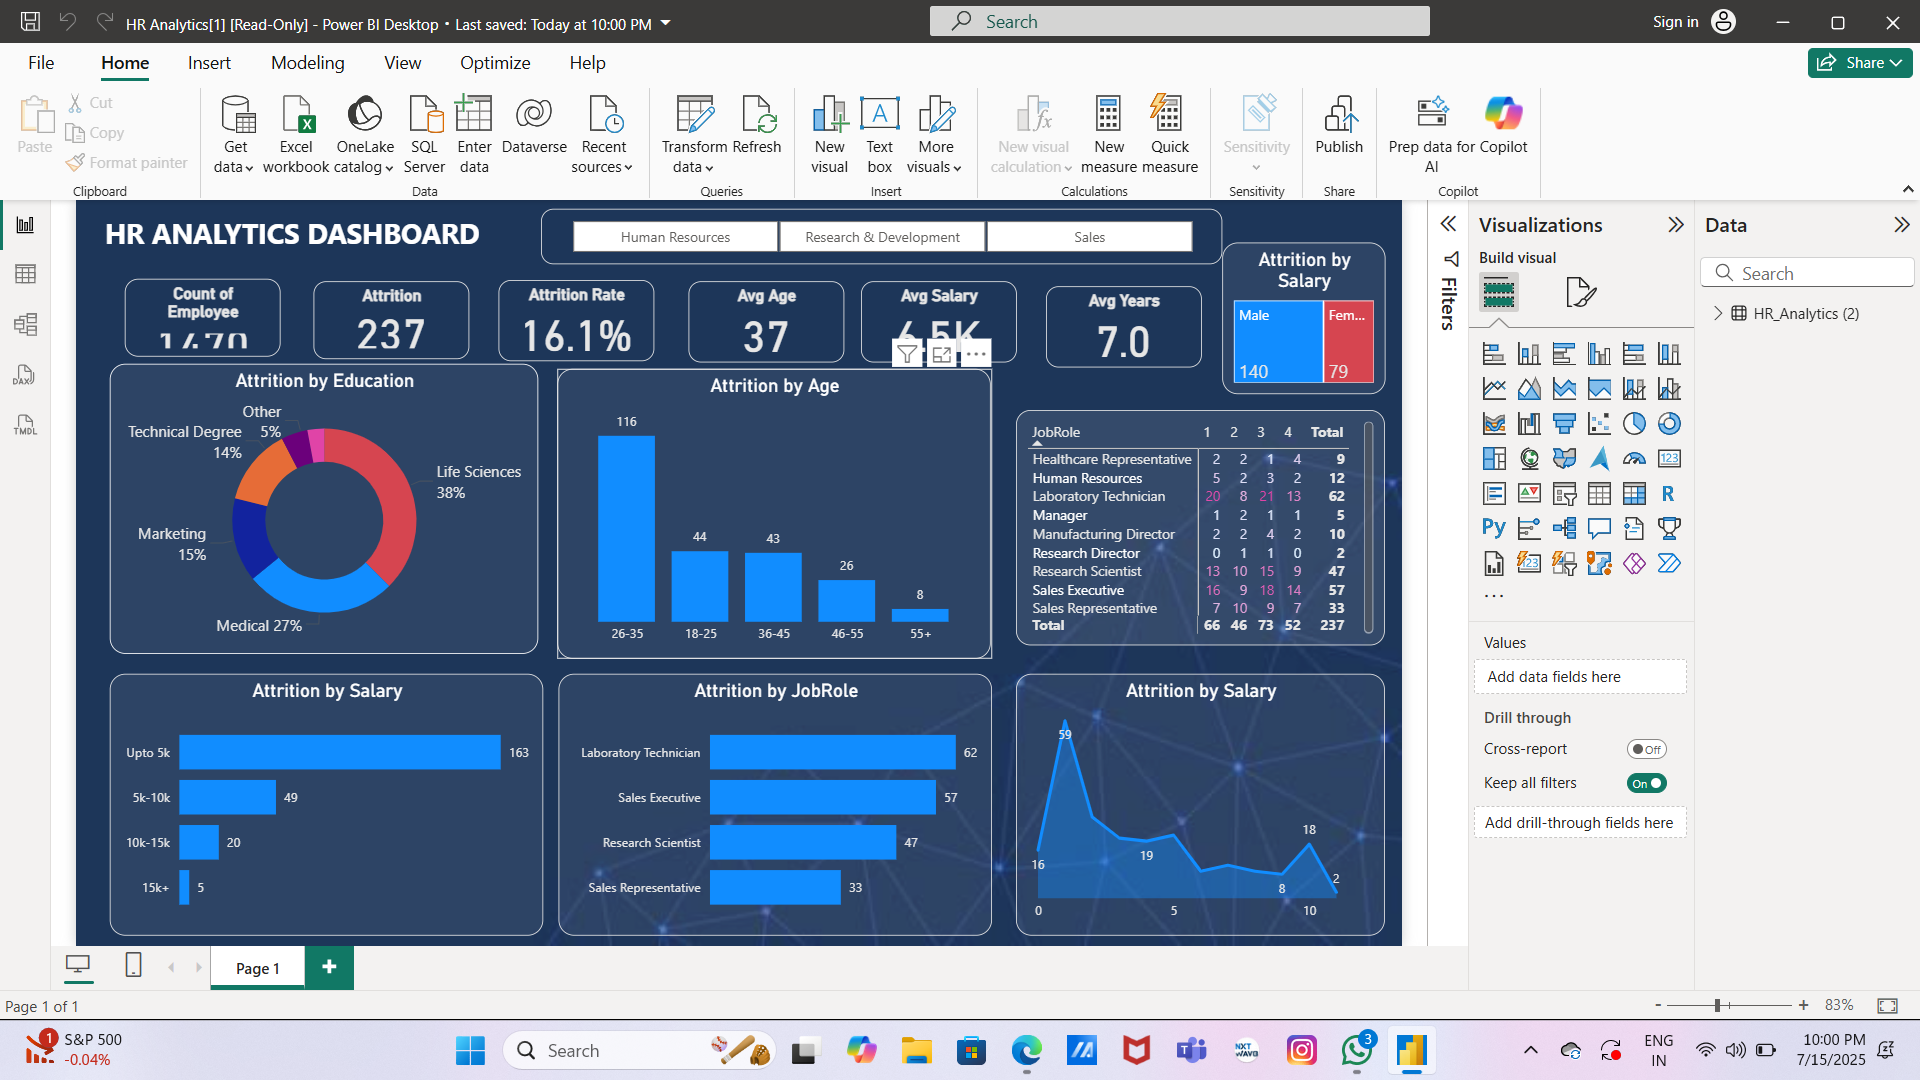 HR Analytics[1] [Read-Only] - Power BI Desktop • Last saved: Today at 10:00 PM
Search
Sign in
File
Home
Insert
Modeling
View
Optimize
Help
Share
Paste
Cut
Copy
Format painter
Clipboard
Get data
Excel workbook
OneLake catalog
SQL Server
Enter data
Dataverse
Recent sources
Data
Transform data
Refresh
Queries
New visual
Text box
More visuals
Insert
New visual calculation
New measure
Quick measure
Calculations
Sensitivity
Sensitivity
Publish
Share
Prep data for AI
Copilot
Copilot
HR ANALYTICS DASHBOARD
Human Resources
Research & Development
Sales
Count of
Employee
Attrition
237
Attrition Rate
16.1%
Avg Age
37
Avg Salary
6.5K
Avg Years
7.0
Attrition by
Salary
Male
Fem...
140
79
Attrition by Education
Other
5%
Technical Degree
14%
Life Sciences
38%
Marketing
15%
Medical 27%
Attrition by Age
116
44
43
26
8
26-35
18-25
36-45
46-55
55+
JobRole 1 2 3 4 Total
Healthcare Representative 2 2 1 4 9
Human Resources 5 2 3 2 12
Laboratory Technician 20 8 21 13 62
Manager 1 2 1 1 5
Manufacturing Director 2 2 4 2 10
Research Director 0 1 1 0 2
Research Scientist 13 10 15 9 47
Sales Executive 16 9 18 14 57
Sales Representative 7 10 9 7 33
Total 66 46 73 52 237
Attrition by Salary
Upto 5k 163
5k-10k 49
10k-15k 20
15k+ 5
Attrition by JobRole
Laboratory Technician 62
Sales Executive 57
Research Scientist 47
Sales Representative 33
Attrition by Salary
59
16
19
8
18
2
0
5
10
Filters
Visualizations
Build visual
123
R
Py
123
...
Values
Add data fields here
Drill through
Cross-report
Off
Keep all filters
On
Add drill-through fields here
Data
Search
HR_Analytics (2)
DAX
TMDL
Page 1
+
Page 1 of 1
- + 83%
1
S&P 500
-0.04%
Search
NXT
WAVE
3
ENG
IN
10:00 PM
7/15/2025